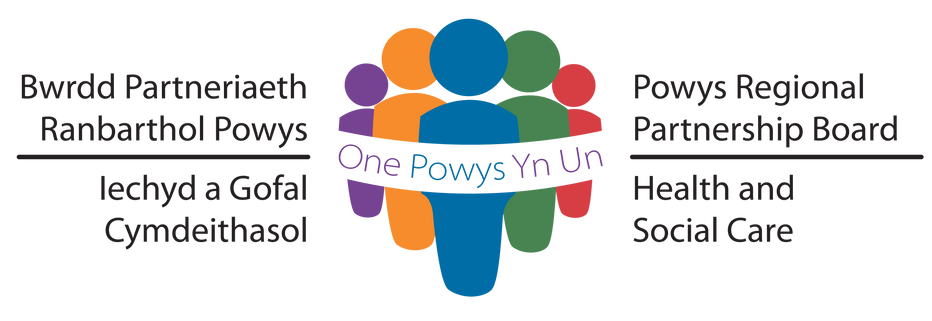 Bwrdd Partneriaeth
Ranbarthol Powys
Iechyd a Gofal
Cymdeithasol
One Powys Yn Un
Powys Regional
Partnership Board
Health and
Social Care